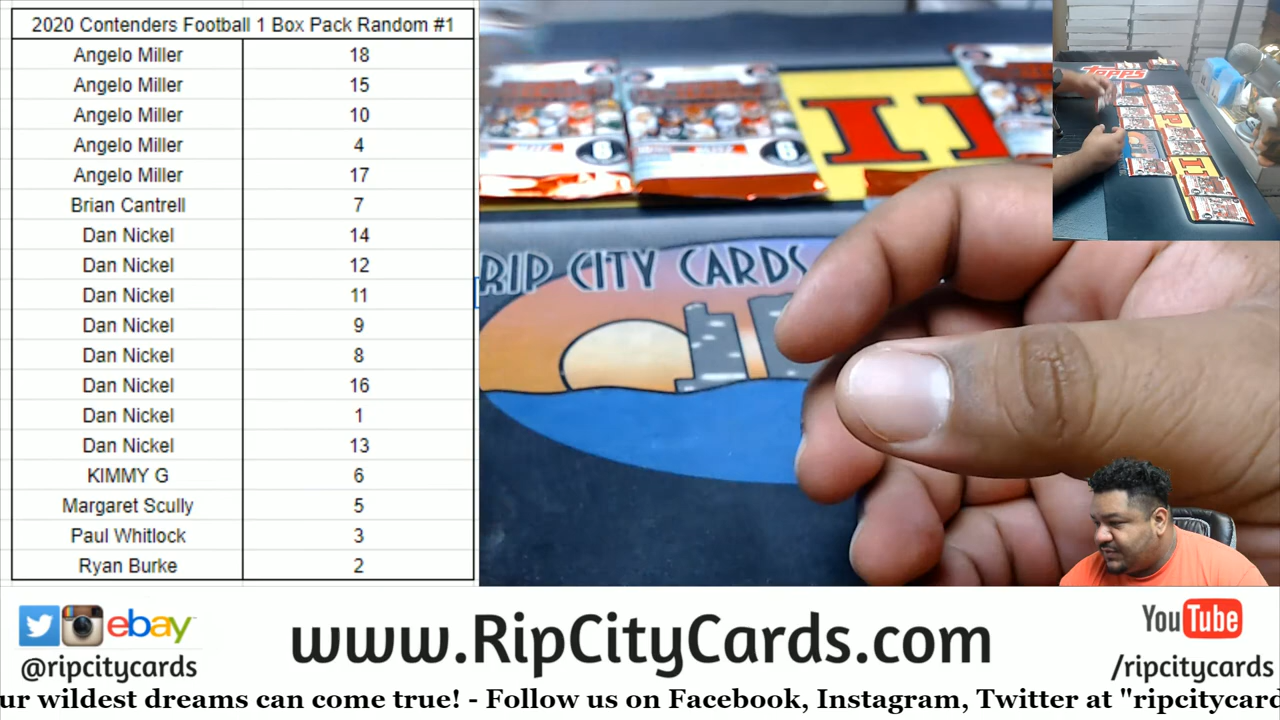 2020 Contenders Football 1 Box Pack Random #1
Angelo Miller 18
Angelo Miller 15
Angelo Miller 10
Angelo Miller 4
Angelo Miller 17
Brian Cantrell 7
Dan Nickel 14
Dan Nickel 12
Dan Nickel 11
Dan Nickel 9
Dan Nickel 8
Dan Nickel 16
Dan Nickel 1
Dan Nickel 13
KIMMY G 6
Margaret Scully 5
Paul Whitlock 3
Ryan Burke 2
RIP CITY CARDS
6
topps
ebay
@ripcitycards
www.RipCityCards.com
YouTube
/ripcitycards
ur wildest dreams can come true! - Follow us on Facebook, Instagram, Twitter at "ripcitycard